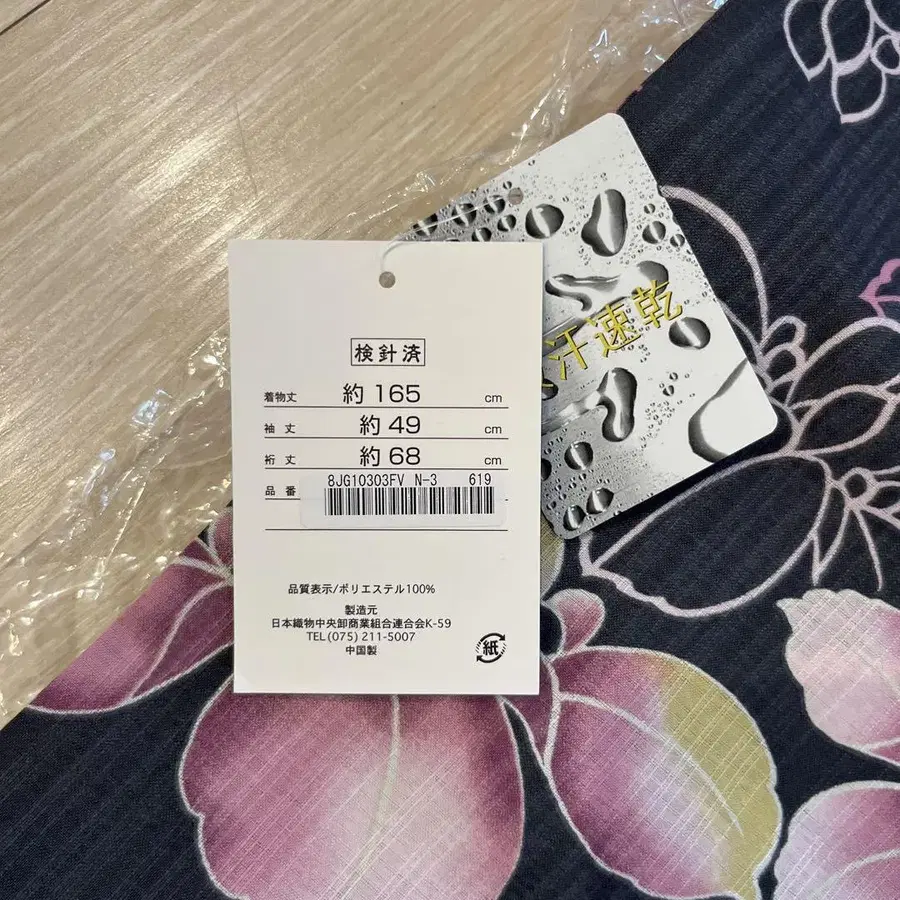 検針済
着物丈 約165 cm
袖丈 約49 cm
裄丈 約68 cm
品番 8JG10303FV N-3 619
品質表示/ポリエステル100%
製造元
日本織物中央卸商業組合連合会K-59
TEL(075)211-5007
中国製
紙
汗速乾